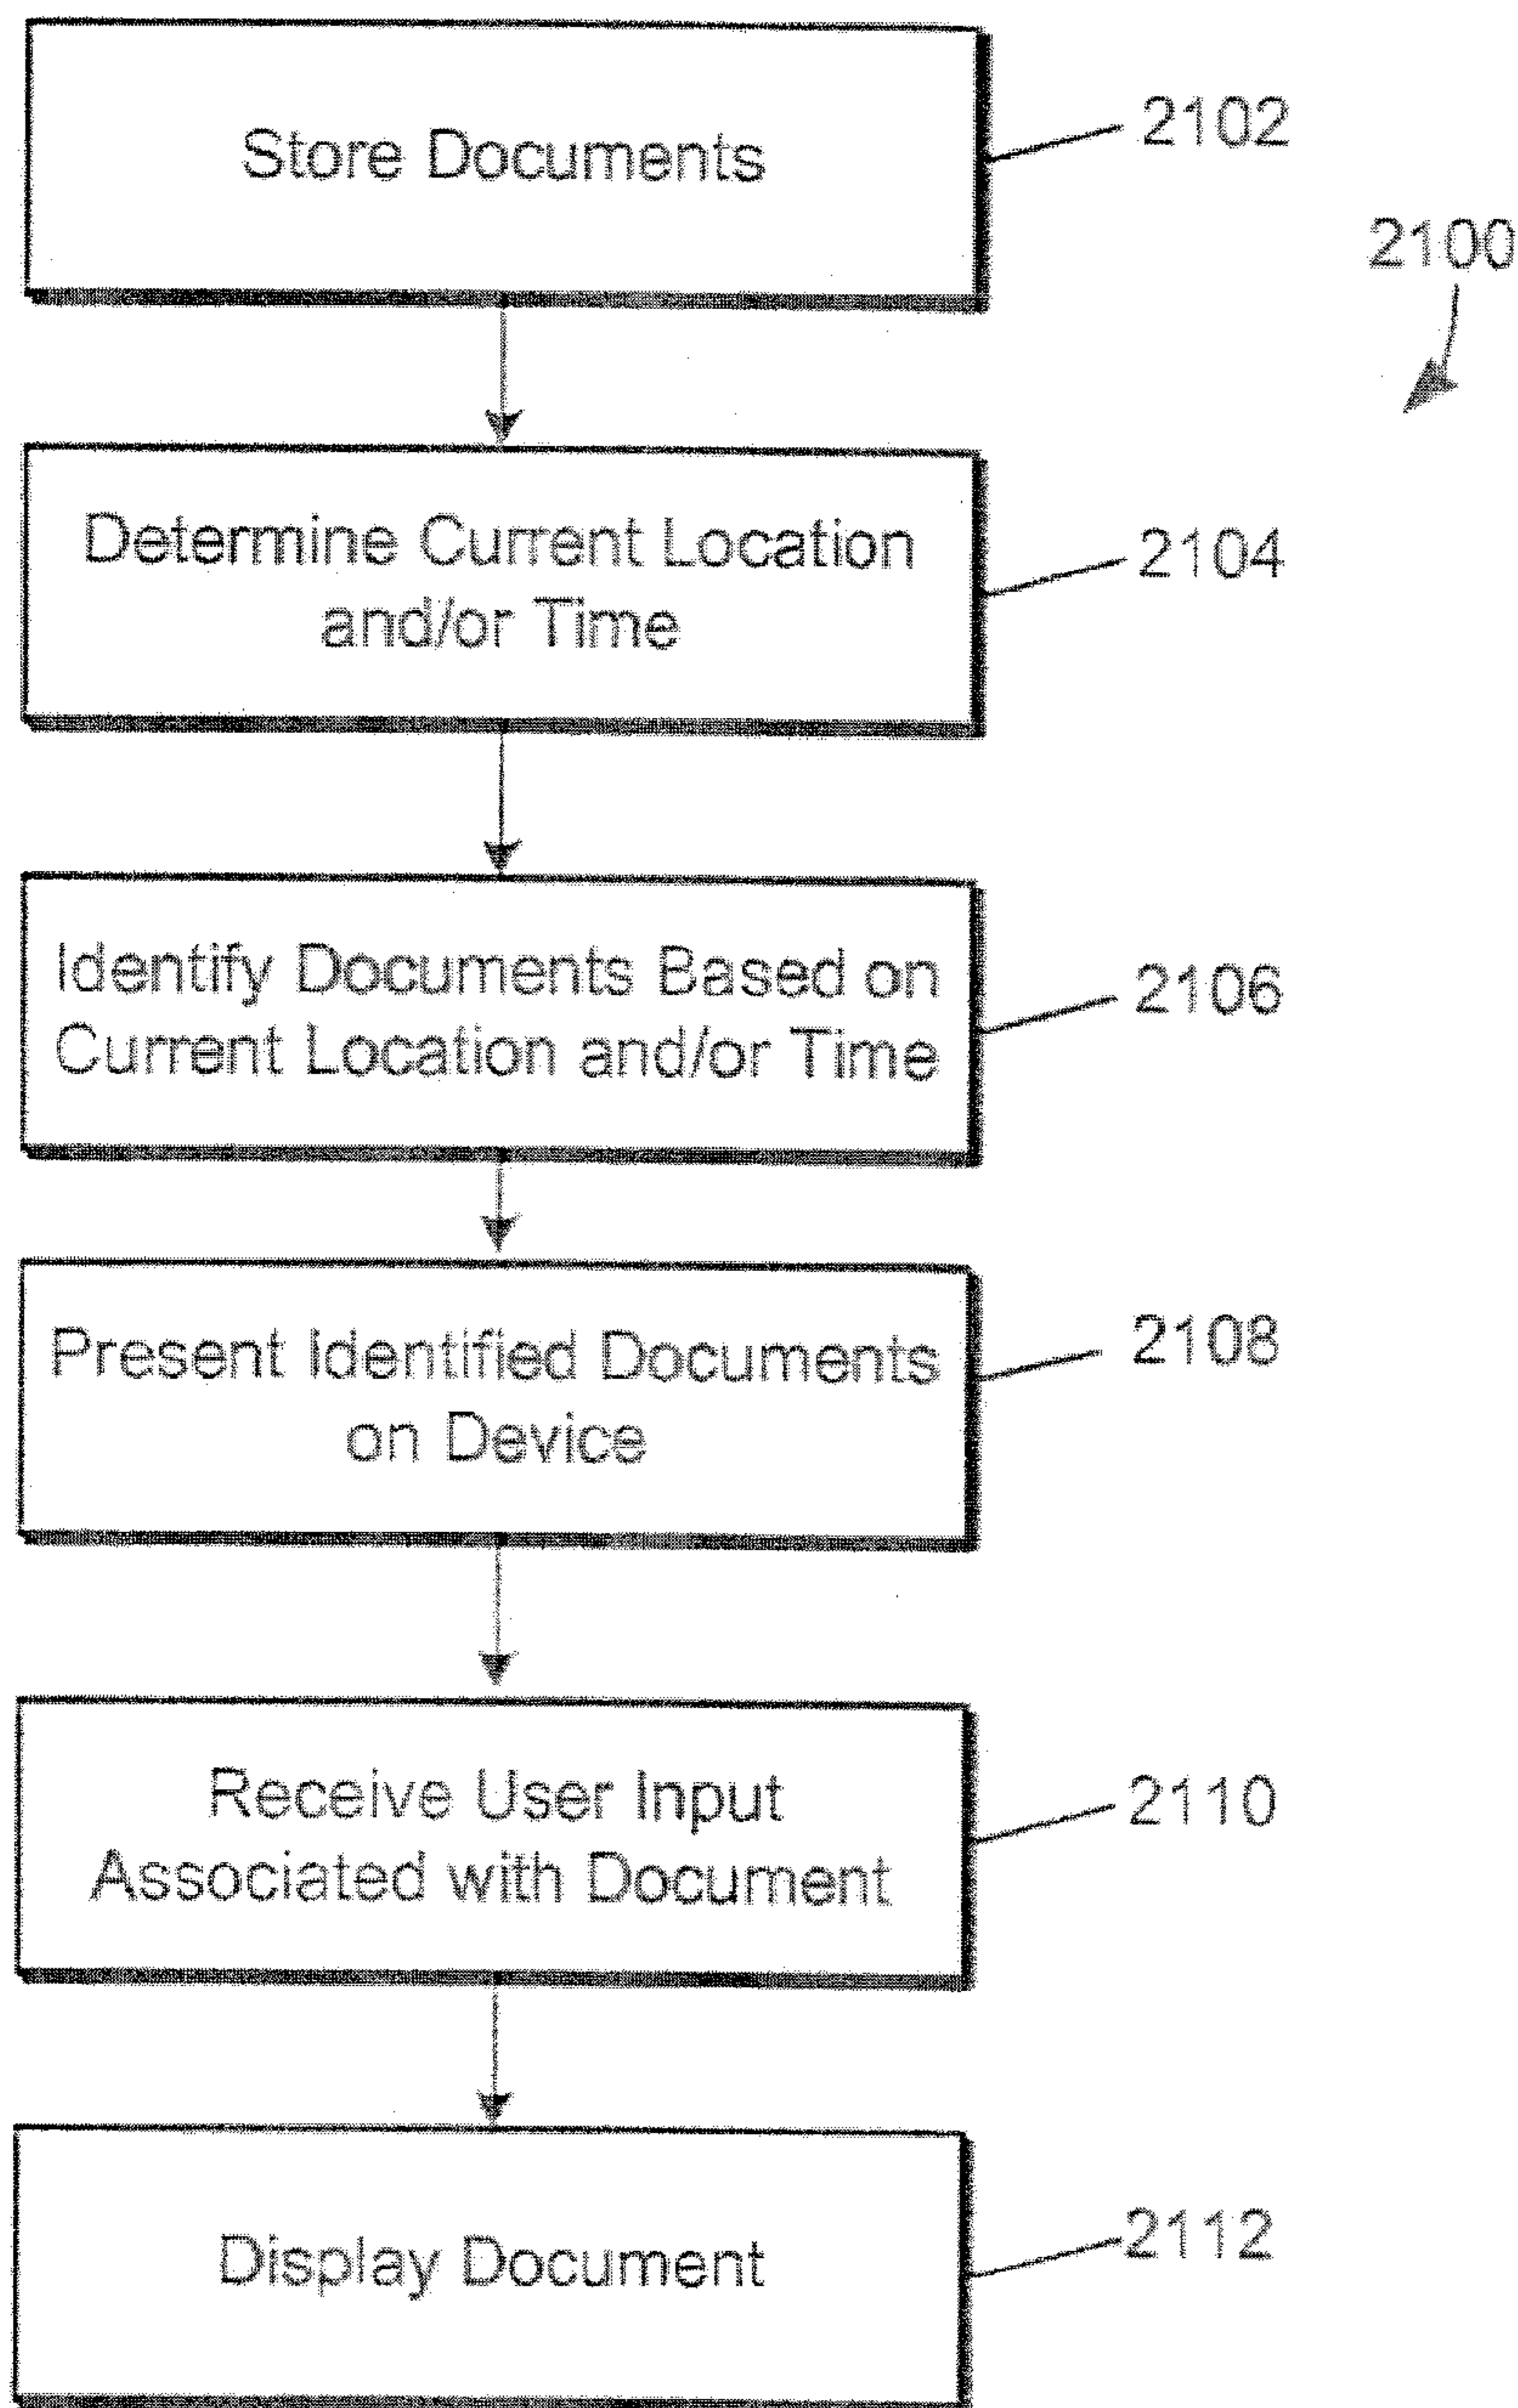 Store Documents
2102
2100
Determine Current Location
and/or Time
2104
Identify Documents Based on
Current Location and/or Time
2106
Present Identified Documents
on Device
2108
Receive User Input
Associated with Document
2110
Display Document
2112